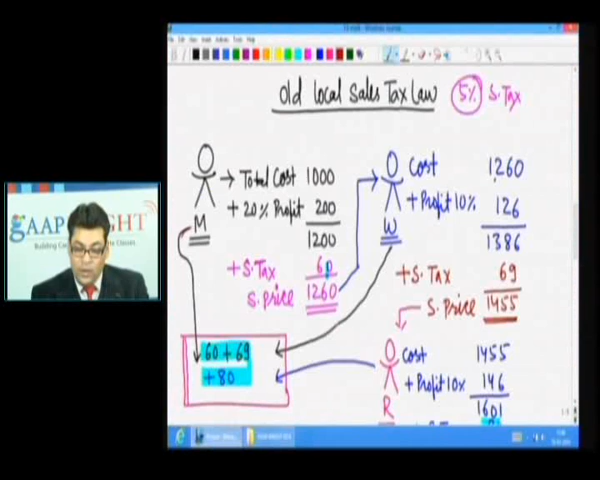 Old Local Sales Tax Law 5% S.Tax
M
→ Total Cost 1000
+ 20% Profit 200
1200
+ S.Tax 60
S.Price 1260
W
Cost 1260
+ Profit 10% 126
1386
+ S.Tax 69
S.Price 1455
R
Cost 1455
+ Profit 10% 146
1601
60 + 69
+ 80